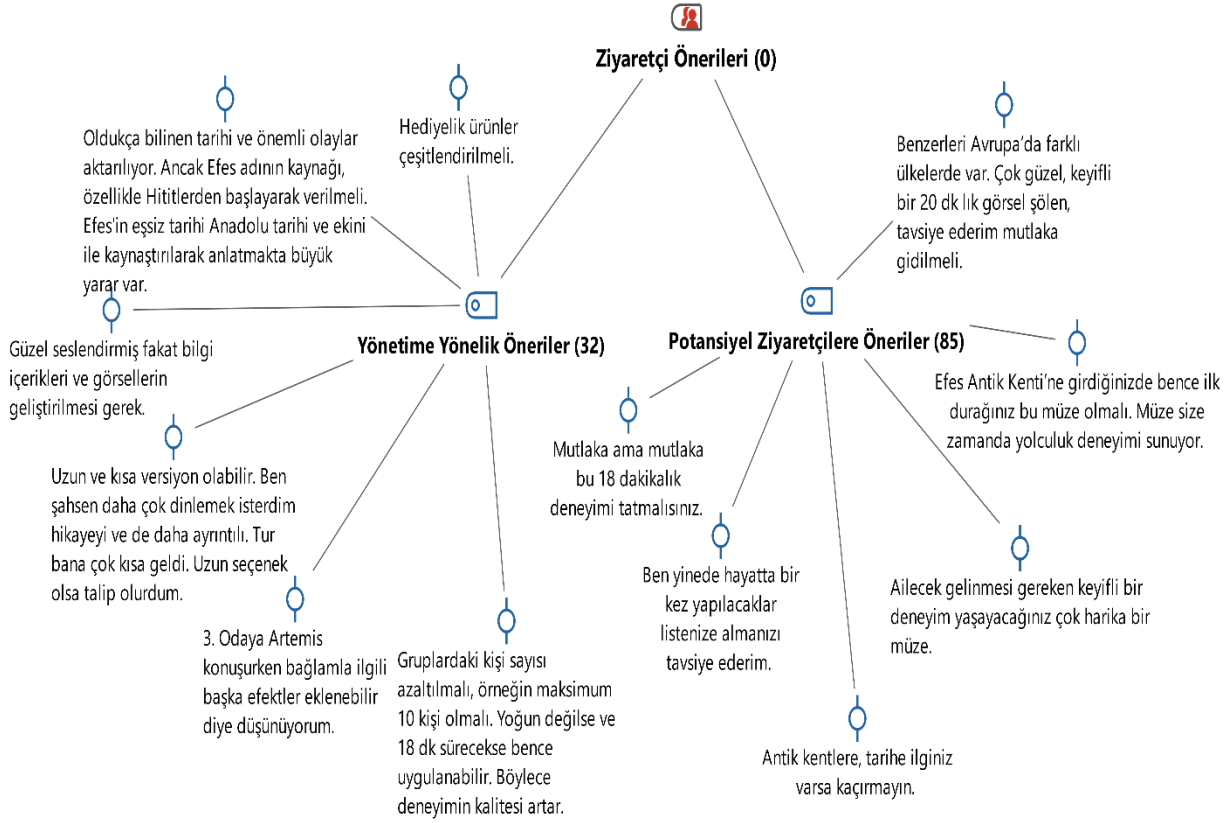 Ziyaretçi Önerileri (0)
Oldukça bilinen tarihi ve önemli olaylar
aktarılıyor. Ancak Efes adının kaynağı,
özellikle Hititlerden başlayarak verilmeli.
Efes'in eşsiz tarihi Anadolu tarihi ve ekini
ile kaynaştırılarak anlatmakta büyük
yarar var.
Hediyelik ürünler
çeşitlendirilmeli.
Benzerleri Avrupa’da farklı
ülkelerde var. Çok güzel, keyifli
bir 20 dk lık görsel şölen,
tavsiye ederim mutlaka
gidilmeli.
Yönetime Yönelik Öneriler (32)
Potansiyel Ziyaretçilere Öneriler (85)
Güzel seslendirmiş fakat bilgi
içerikleri ve görsellerin
geliştirilmesi gerek.
Uzun ve kısa versiyon olabilir. Ben
şahsen daha çok dinlemek isterdim
hikayeyi ve de daha ayrıntılı. Tur
bana çok kısa geldi. Uzun seçenek
olsa talip olurdum.
3. Odaya Artemis
konuşurken bağlamla ilgili
başka efektler eklenebilir
diye düşünüyorum.
Gruplardaki kişi sayısı
azaltılmalı, örneğin maksimum
10 kişi olmalı. Yoğun değilse ve
18 dk sürecekse bence
uygulanabilir. Böylece
deneyimin kalitesi artar.
Mutlaka ama mutlaka
bu 18 dakikalık
deneyimi tatmalısınız.
Ben yinede hayatta bir
kez yapılacaklar
listenize almanızı
tavsiye ederim.
Antik kentlere, tarihe ilginiz
varsa kaçırmayın.
Ailecek gelinmesi gereken keyifli bir
deneyim yaşayacağınız çok harika bir
müze.
Efes Antik Kenti’ne girdiğinizde bence ilk
durağınız bu müze olmalı. Müze size
zamanda yolculuk deneyimi sunuyor.